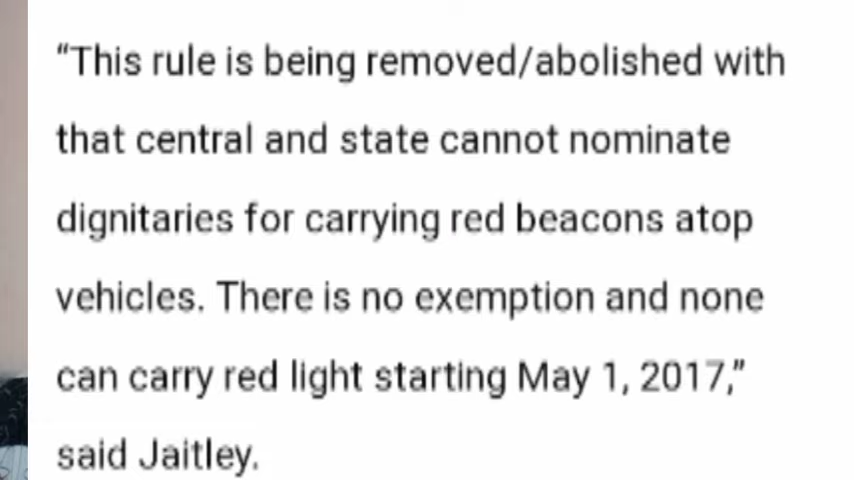 “This rule is being removed/abolished with
that central and state cannot nominate
dignitaries for carrying red beacons atop
vehicles. There is no exemption and none
can carry red light starting May 1, 2017,”
said Jaitley.